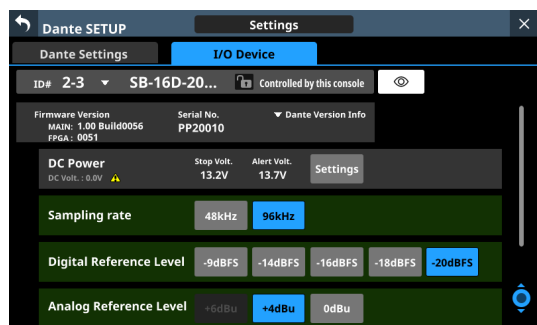 Settings
Dante SETUP
Dante Settings I/O Device
ID# 2-3 SB-16D-20... Controlled by this console
Firmware Version Serial No. Dante Version Info
MAIN: 1.00 Build0056 PP20010
FPGA: 0051
DC Power Stop Volt. Alert Volt. Settings
DC Volt. : 0.0V 13.2V 13.7V
Sampling rate 48kHz 96kHz
Digital Reference Level -9dBFS -14dBFS -16dBFS -18dBFS -20dBFS
Analog Reference Level +6dBu +4dBu 0dBu